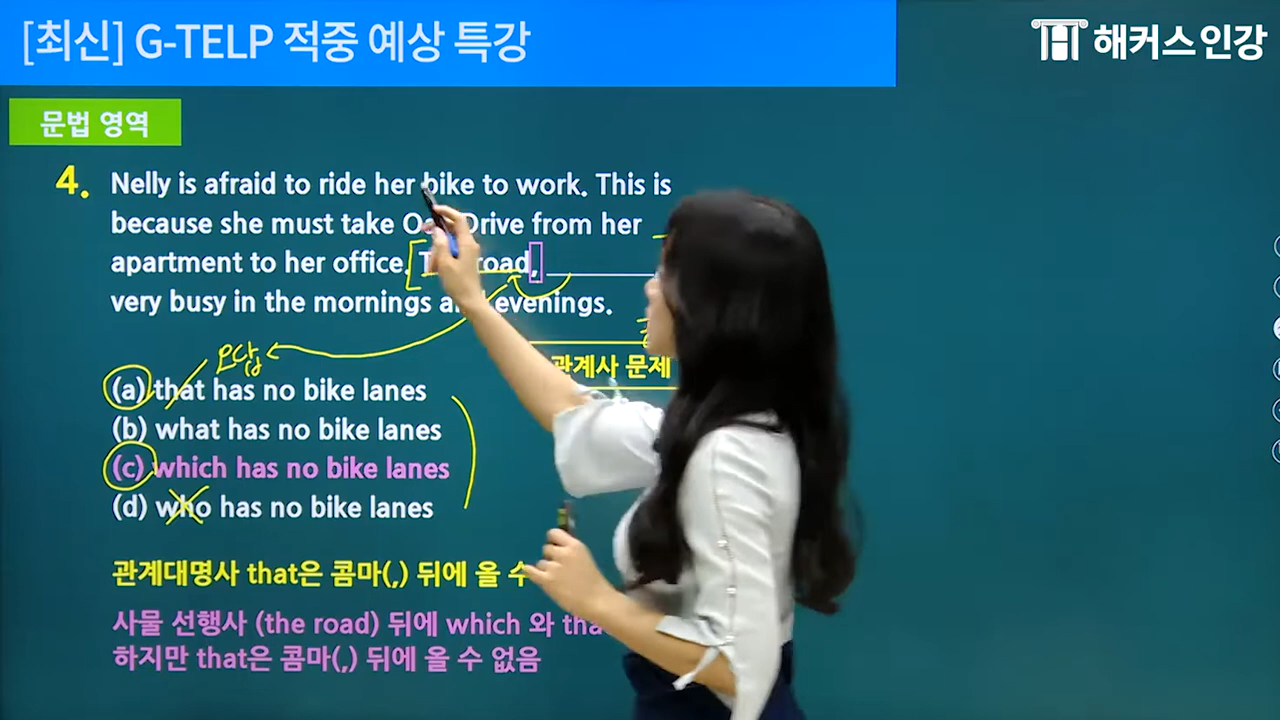 [최신] G-TELP 적중 예상 특강
해커스인강
문법 영역
4. Nelly is afraid to ride her bike to work. This is
because she must take Drive from her
apartment to her office. road,
very busy in the mornings evenings.
오답
관계사 문제
(a) that has no bike lanes
(b) what has no bike lanes
(c) which has no bike lanes
(d) who has no bike lanes
관계대명사 that은 콤마(,) 뒤에 올 수
사물 선행사 (the road) 뒤에 which 와
하지만 that은 콤마(,) 뒤에 올 수 없음